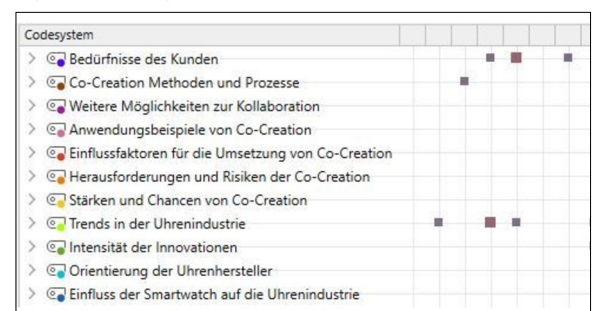 Codesystem
Bedürfnisse des Kunden
Co-Creation Methoden und Prozesse
Weitere Möglichkeiten zur Kollaboration
Anwendungsbeispiele von Co-Creation
Einflussfaktoren für die Umsetzung von Co-Creation
Herausforderungen und Risiken der Co-Creation
Stärken und Chancen von Co-Creation
Trends in der Uhrenindustrie
Intensität der Innovationen
Orientierung der Uhrenhersteller
Einfluss der Smartwatch auf die Uhrenindustrie